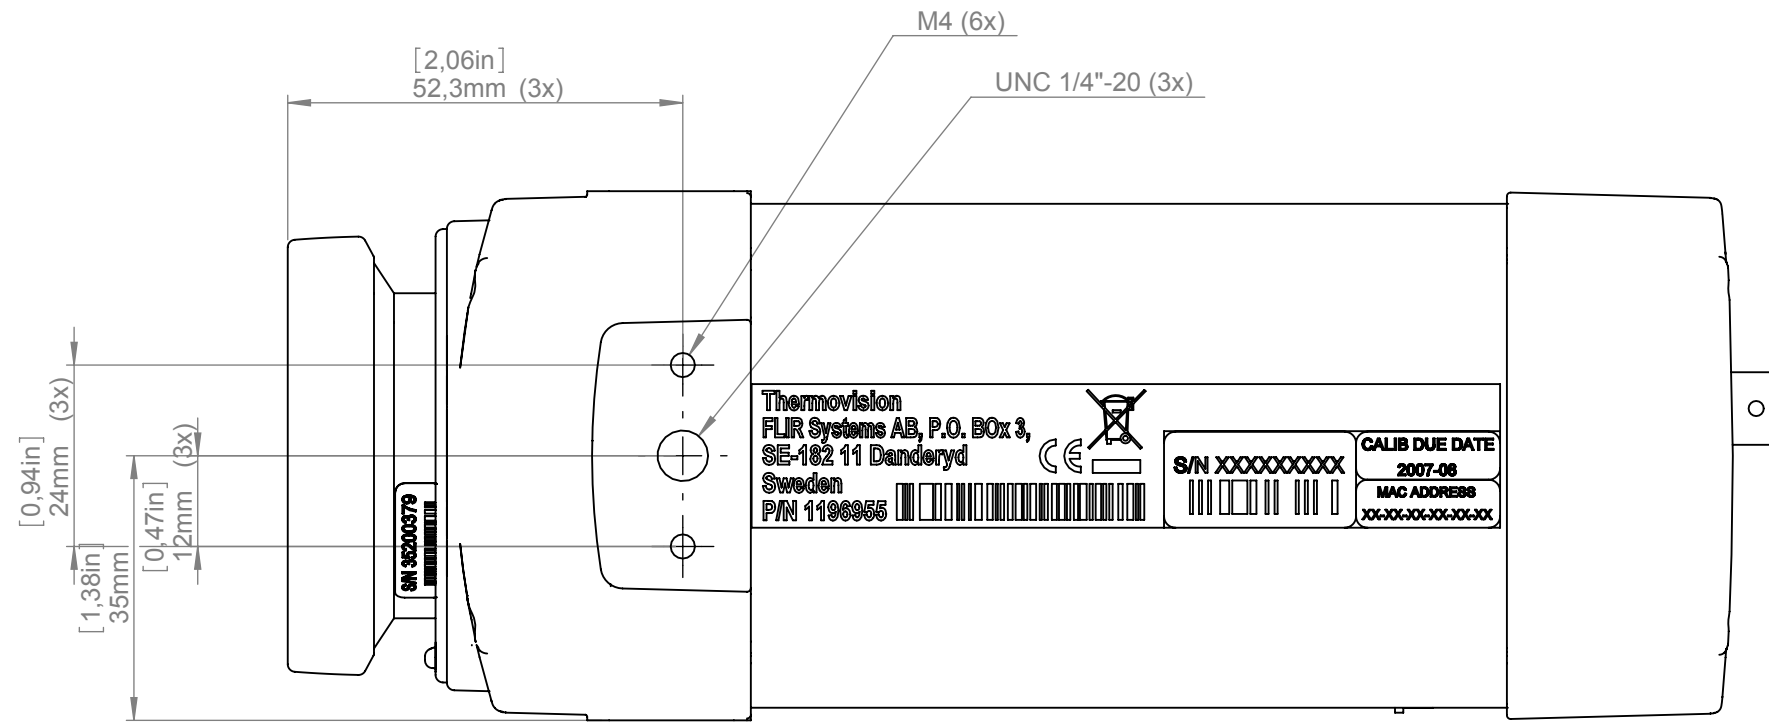 M4 (6x)
[2,06in]
52,3mm (3x)
UNC 1/4"-20 (3x)
[0,94in]
24mm (3x)
[0,47in]
12mm (3x)
[1,38in]
35mm
S/N 35200379
Thermovision
FLIR Systems AB, P.O. BOx 3,
SE-182 11 Danderyd
Sweden
P/N 1196955
CE
S/N XXXXXXXXX
CALIB DUE DATE
2007-08
MAC ADDRESS
XX-XX-XX-XX-XX-XX